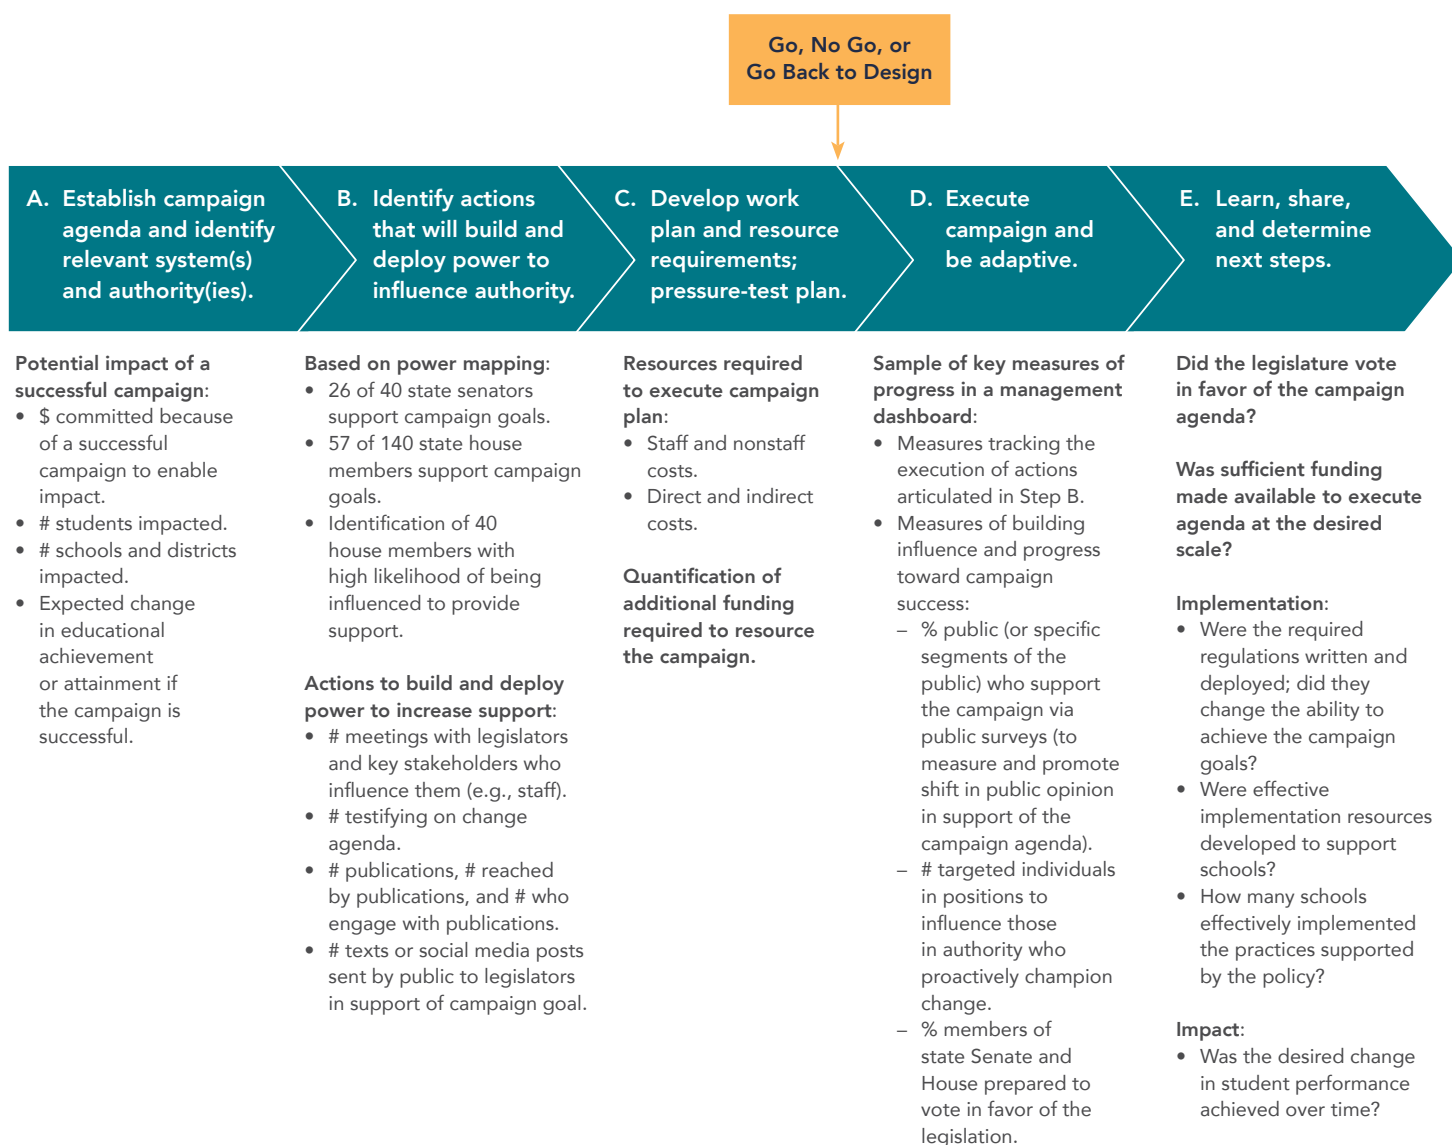 Go, No Go, or
Go Back to Design
A. Establish campaign
agenda and identify
relevant system(s)
and authority(ies).
B. Identify actions
that will build and
deploy power to
influence authority.
C. Develop work
plan and resource
requirements;
pressure-test plan.
D. Execute
campaign and
be adaptive.
E. Learn, share,
and determine
next steps.
Potential impact of a
successful campaign:
• $ committed because
of a successful
campaign to enable
impact.
• # students impacted.
• # schools and districts
impacted.
• Expected change
in educational
achievement
or attainment if
the campaign is
successful.
Based on power mapping:
• 26 of 40 state senators
support campaign goals.
• 57 of 140 state house
members support campaign
goals.
• Identification of 40
house members with
high likelihood of being
influenced to provide
support.
Actions to build and deploy
power to increase support:
• # meetings with legislators
and key stakeholders who
influence them (e.g., staff).
• # testifying on change
agenda.
• # publications, # reached
by publications, and # who
engage with publications.
• # texts or social media posts
sent by public to legislators
in support of campaign goal.
Resources required
to execute campaign
plan:
• Staff and nonstaff
costs.
• Direct and indirect
costs.
Quantification of
additional funding
required to resource
the campaign.
Sample of key measures of
progress in a management
dashboard:
• Measures tracking the
execution of actions
articulated in Step B.
• Measures of building
influence and progress
toward campaign
success:
– % public (or specific
segments of the
public) who support
the campaign via
public surveys (to
measure and promote
shift in public opinion
in support of the
campaign agenda).
– # targeted individuals
in positions to
influence those
in authority who
proactively champion
change.
– % members of
state Senate and
House prepared to
vote in favor of the
legislation.
Did the legislature vote
in favor of the campaign
agenda?
Was sufficient funding
made available to execute
agenda at the desired
scale?
Implementation:
• Were the required
regulations written and
deployed; did they
change the ability to
achieve the campaign
goals?
• Were effective
implementation resources
developed to support
schools?
• How many schools
effectively implemented
the practices supported
by the policy?
Impact:
• Was the desired change
in student performance
achieved over time?